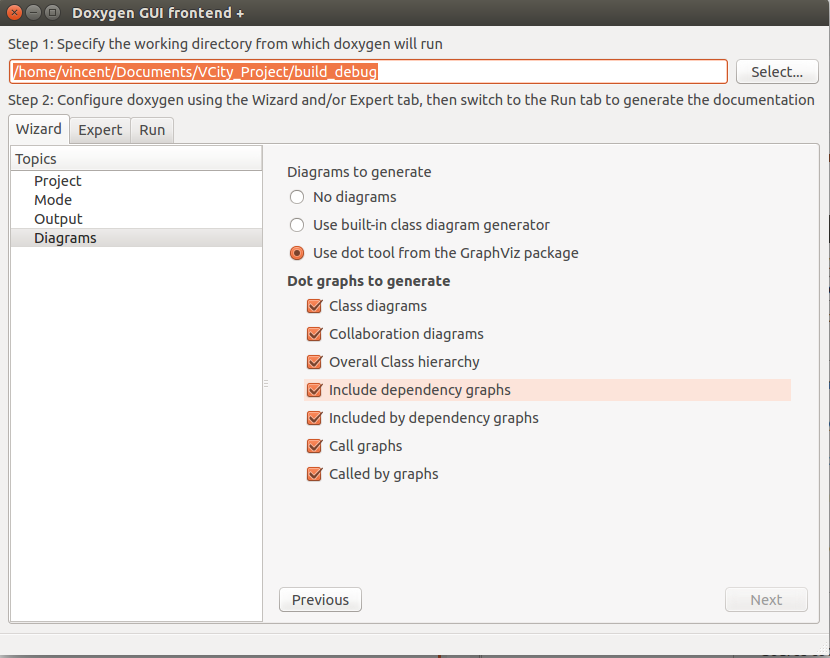 Doxygen GUI frontend +
Step 1: Specify the working directory from which doxygen will run
/home/vincent/Documents/VCity_Project/build_debug
Select...
Step 2: Configure doxygen using the Wizard and/or Expert tab, then switch to the Run tab to generate the documentation
Wizard Expert Run
Topics
Project
Mode
Output
Diagrams
Diagrams to generate
No diagrams
Use built-in class diagram generator
Use dot tool from the GraphViz package
Dot graphs to generate
Class diagrams
Collaboration diagrams
Overall Class hierarchy
Include dependency graphs
Included by dependency graphs
Call graphs
Called by graphs
Previous
Next